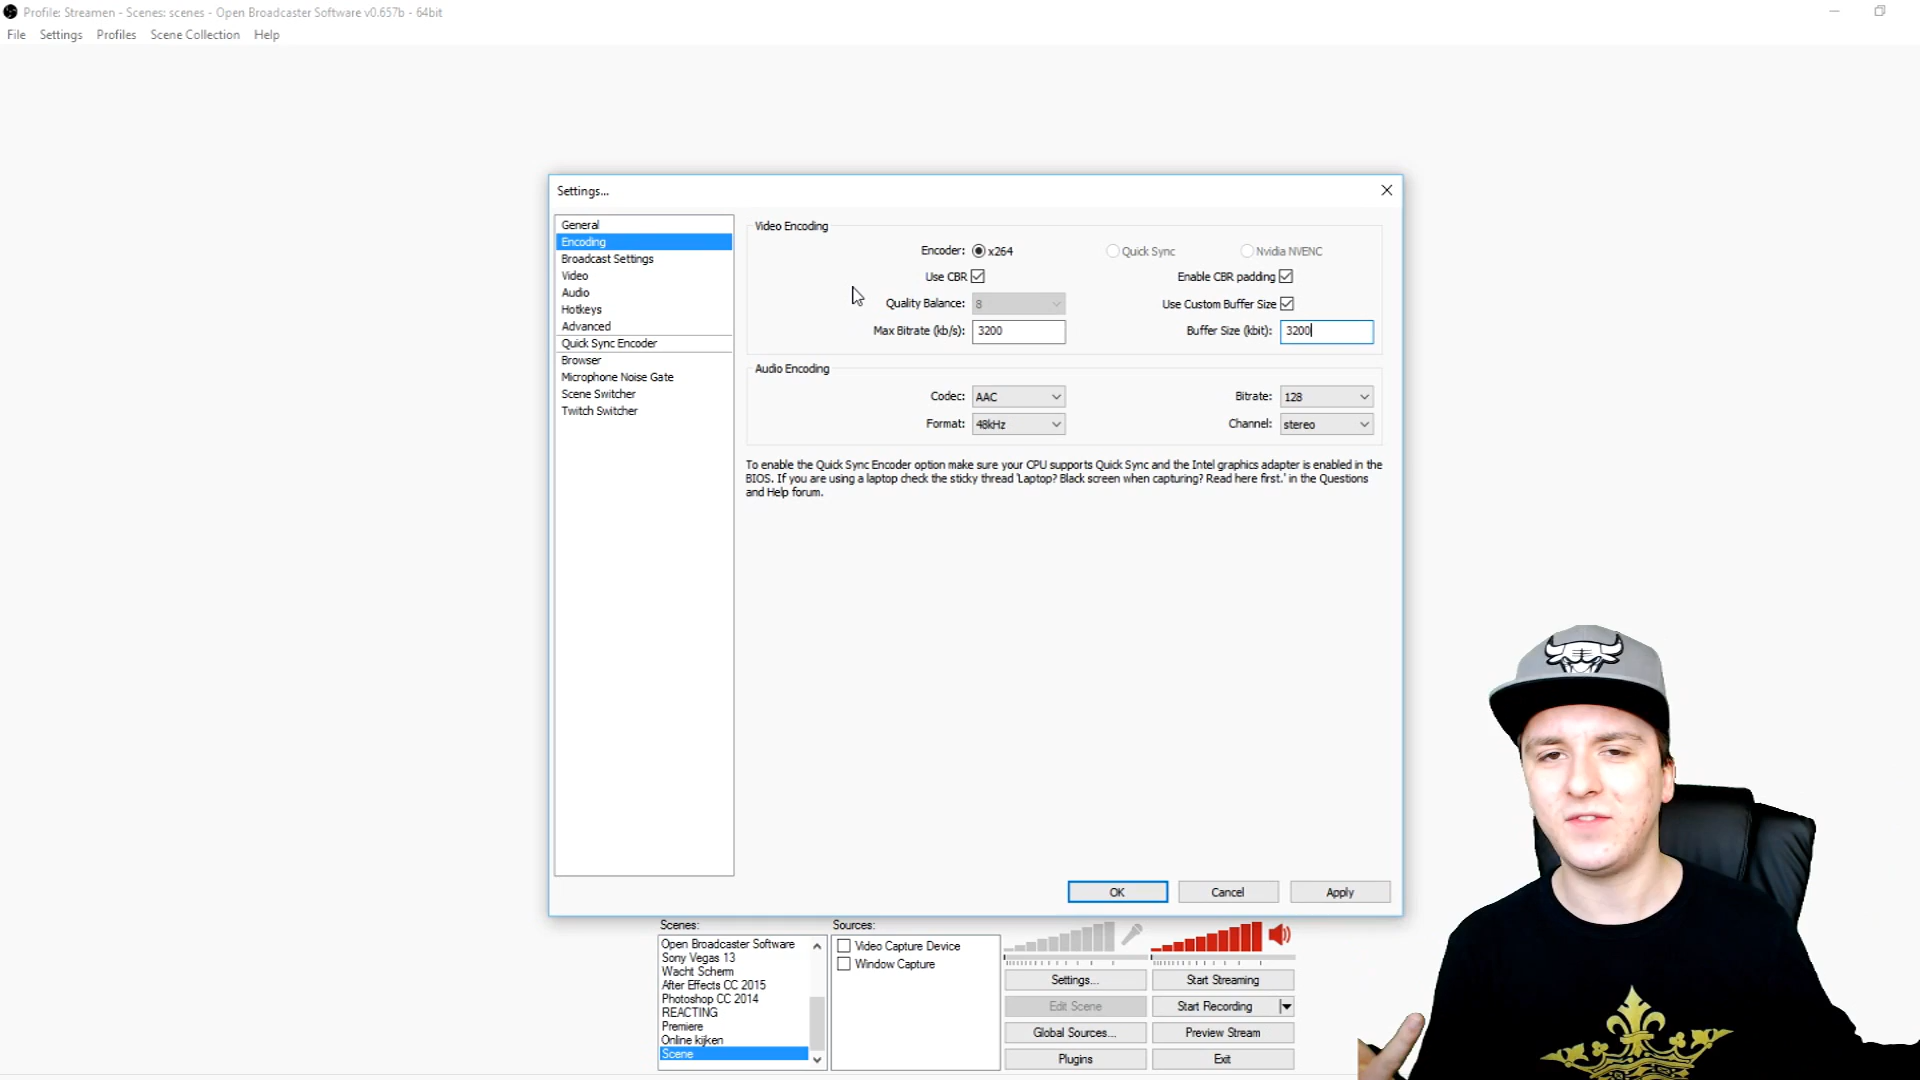 Profile: Streamen - Scenes: scenes - Open Broadcaster Software v0.657b - 64bit
File Settings Profiles Scene Collection Help
Settings...
General
Encoding
Broadcast Settings
Video
Audio
Hotkeys
Advanced
Quick Sync Encoder
Browser
Microphone Noise Gate
Scene Switcher
Twitch Switcher
Video Encoding
Encoder: x264 Quick Sync Nvidia NVENC
Use CBR Enable CBR padding
Quality Balance: 8 Use Custom Buffer Size
Max Bitrate (kb/s): 3200 Buffer Size (kbit): 3200
Audio Encoding
Codec: AAC Bitrate: 128
Format: 48kHz Channel: stereo
To enable the Quick Sync Encoder option make sure your CPU supports Quick Sync and the Intel graphics adapter is enabled in the
BIOS. If you are using a laptop check the sticky thread 'Laptop? Black screen when capturing? Read here first.' in the Questions
and Help forum.
OK Cancel Apply
Scenes:
Open Broadcaster Software
Sony Vegas 13
Wacht Scherm
After Effects CC 2015
Photoshop CC 2014
REACTING
Premiere
Online kijken
Scene
Sources:
Video Capture Device
Window Capture
Settings... Start Streaming
Edit Scene Start Recording
Global Sources... Preview Stream
Plugins Exit